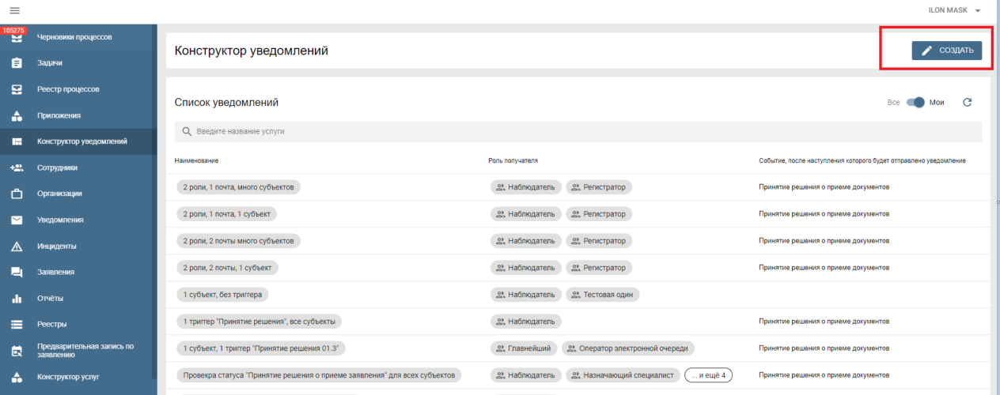 ILON MASK
105275
Черновики процессов
Задачи
Реестр процессов
Приложения
Конструктор уведомлений
Сотрудники
Организации
Уведомления
Инциденты
Заявления
Отчёты
Реестры
Предварительная запись по
заявлению
Конструктор услуг
Конструктор уведомлений
СОЗДАТЬ
Список уведомлений
Все Мои
Введите название услуги
Наименование Роль получателя Событие, после наступления которого будет отправлено уведомление
2 роли, 1 почта, много субъектов Наблюдатель Регистратор Принятие решения о приеме документов
2 роли, 1 почта, 1 субъект Наблюдатель Регистратор Принятие решения о приеме документов
2 роли, 2 почты много субъектов Наблюдатель Регистратор Принятие решения о приеме документов
2 роли, 2 почты, 1 субъект Наблюдатель Регистратор Принятие решения о приеме документов
1 субъект, без триггера Наблюдатель Тестовая один
1 триггер "Принятие решения", все субъекты Наблюдатель Принятие решения о приеме документов
1 субъект, 1 триггер "Принятие решения 01.3" Главнейший Оператор электронной очереди Принятие решения о приеме документов
Провекра статуса "Принятие решения о приеме заявления" для всех субъектов Наблюдатель Назначающий специалист ... и ещё 4 Принятие решения о приеме документов